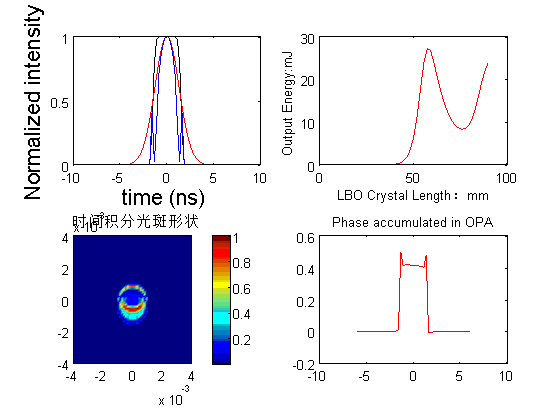 Normalized intensity
1
0.5
0
-10 -5 0 5 10
time (ns)
Output Energy:mJ
30
20
10
0
0 50 100
LBO Crystal Length：mm
时间积分光斑形状
x 10^-3
4
2
0
-2
-4
-4 -2 0 2 4
x 10^-3
1
0.8
0.6
0.4
0.2
Phase accumulated in OPA
0.6
0.4
0.2
0
-0.2
-10 -5 0 5 10